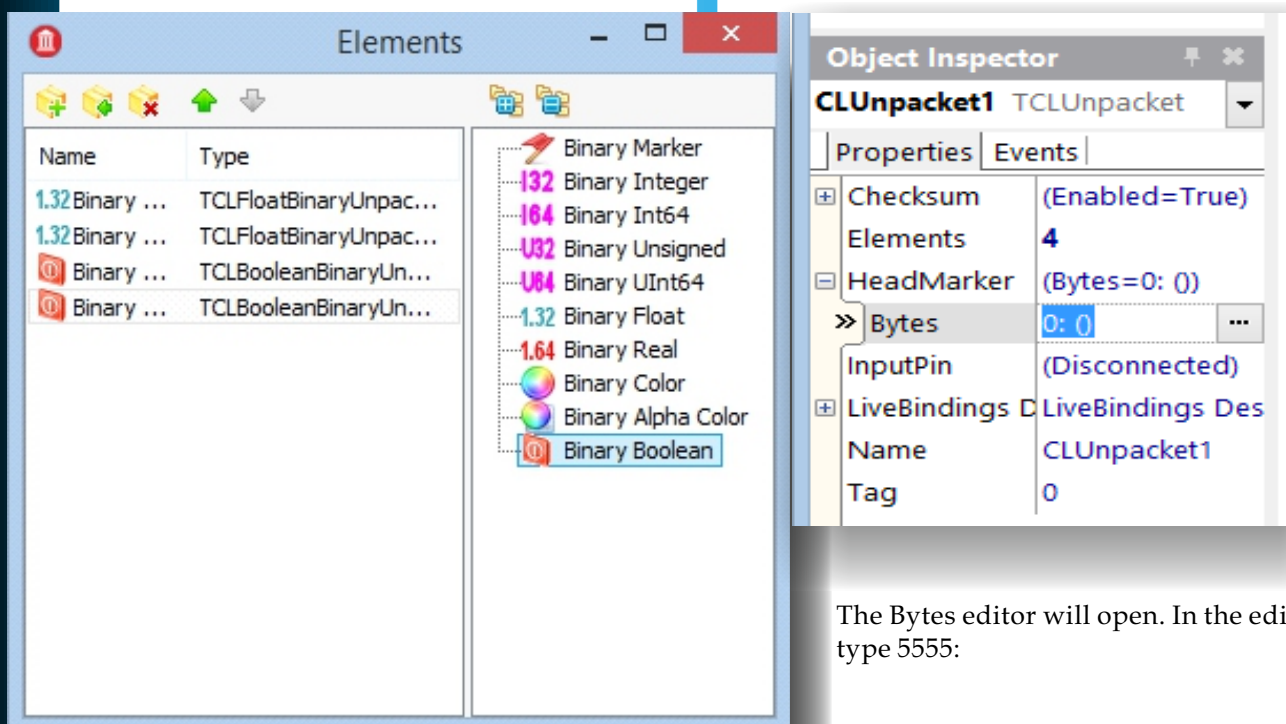 Elements
Name Type
1.32 Binary ... TCLFloatBinaryUnpac...
1.32 Binary ... TCLFloatBinaryUnpac...
Binary ... TCLBooleanBinaryUn...
Binary ... TCLBooleanBinaryUn...
Binary Marker
I32 Binary Integer
I64 Binary Int64
U32 Binary Unsigned
U64 Binary UInt64
1.32 Binary Float
1.64 Binary Real
Binary Color
Binary Alpha Color
Binary Boolean
Object Inspector
CLUnpacket1 TCLUnpacket
Properties Events
Checksum (Enabled=True)
Elements 4
HeadMarker (Bytes=0: ())
Bytes 0: () ...
InputPin (Disconnected)
LiveBindings D LiveBindings Des
Name CLUnpacket1
Tag 0
The Bytes editor will open. In the edi
type 5555: